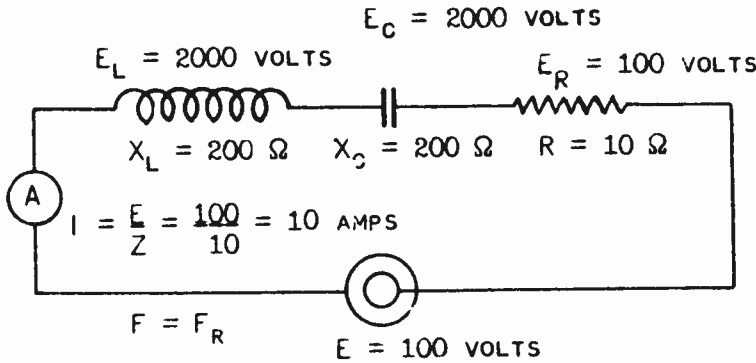 E_C = 2000 VOLTS
E_L = 2000 VOLTS
E_R = 100 VOLTS
X_L = 200 Ω
X_C = 200 Ω
R = 10 Ω
A
I = E/Z = 100/10 = 10 AMPS
F = F_R
E = 100 VOLTS